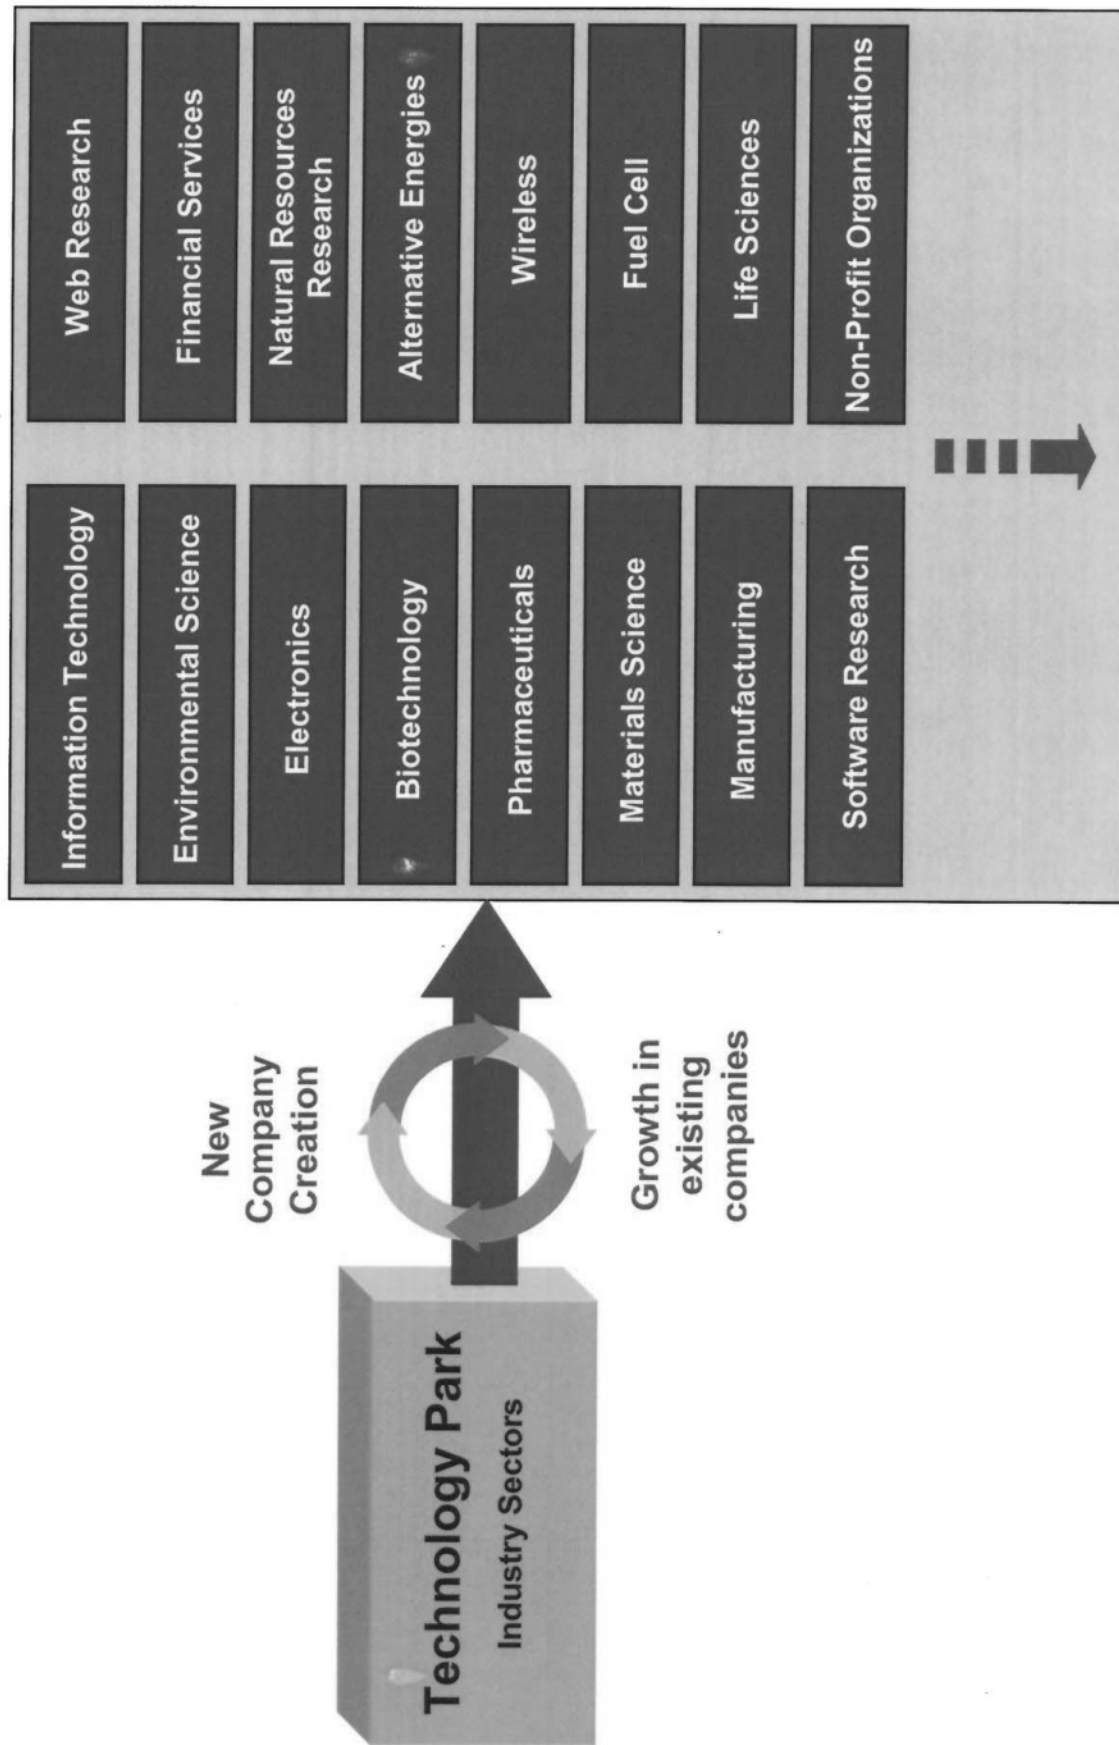 Technology Park
Industry Sectors
New
Company
Creation
Growth in
existing
companies
Information Technology
Environmental Science
Electronics
Biotechnology
Pharmaceuticals
Materials Science
Manufacturing
Software Research
Web Research
Financial Services
Natural Resources
Research
Alternative Energies
Wireless
Fuel Cell
Life Sciences
Non-Profit Organizations